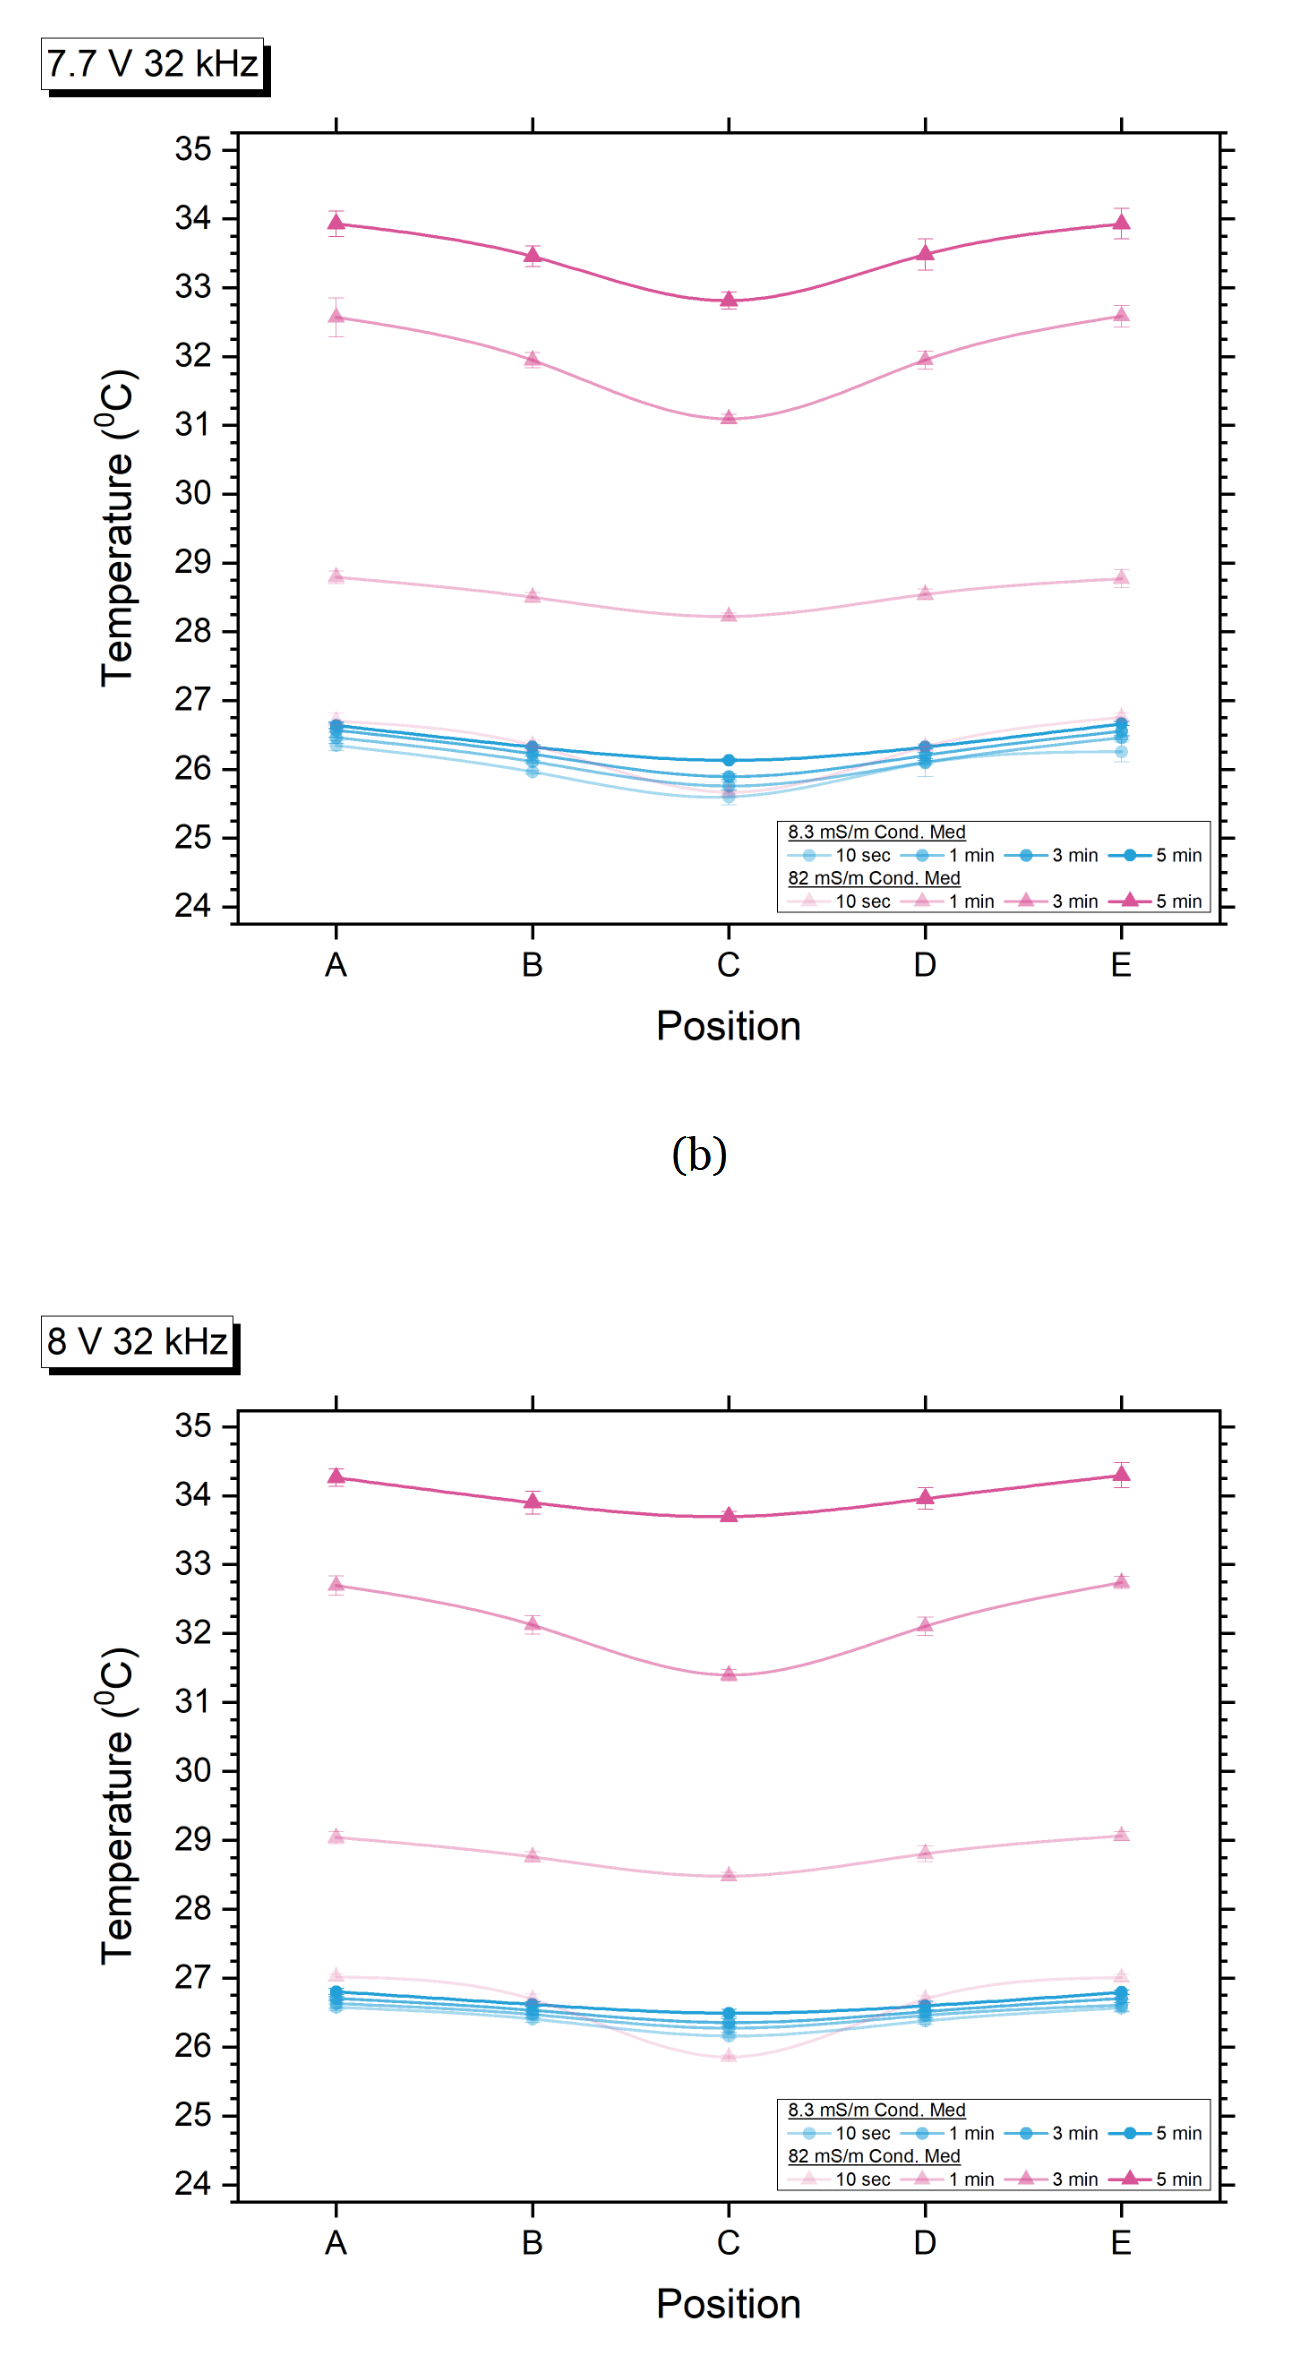 7.7 V 32 kHz
35
34
33
32
31
30
29
28
27
26
25
24
Temperature (⁰C)
8.3 mS/m Cond. Med
10 sec 1 min 3 min 5 min
82 mS/m Cond. Med
10 sec 1 min 3 min 5 min
A B C D E
Position
(b)
8 V 32 kHz
35
34
33
32
31
30
29
28
27
26
25
24
Temperature (⁰C)
8.3 mS/m Cond. Med
10 sec 1 min 3 min 5 min
82 mS/m Cond. Med
10 sec 1 min 3 min 5 min
A B C D E
Position